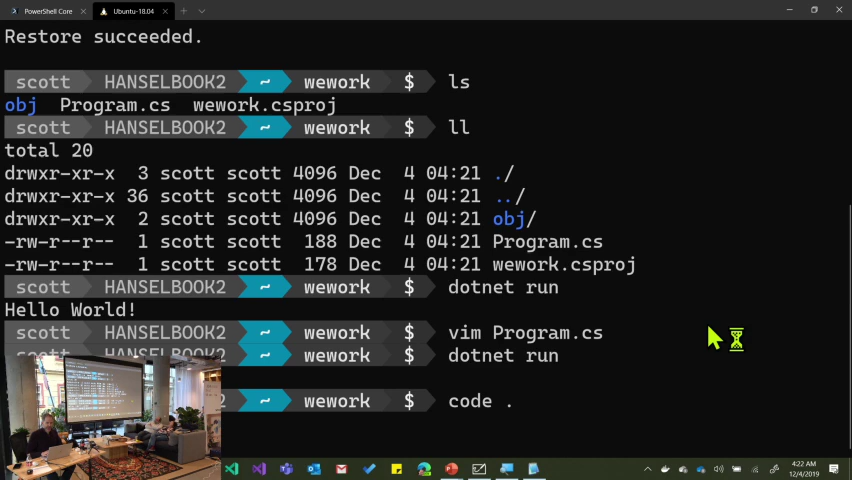 PowerShell Core
Ubuntu-18.04
Restore succeeded.
scott HANSELBOOK2 ~ wework $ ls
obj Program.cs wework.csproj
scott HANSELBOOK2 ~ wework $ ll
total 20
drwxr-xr-x 3 scott scott 4096 Dec 4 04:21 ./
drwxr-xr-x 36 scott scott 4096 Dec 4 04:21 ../
drwxr-xr-x 2 scott scott 4096 Dec 4 04:21 obj/
-rw-r--r-- 1 scott scott 188 Dec 4 04:21 Program.cs
-rw-r--r-- 1 scott scott 178 Dec 4 04:21 wework.csproj
scott HANSELBOOK2 ~ wework $ dotnet run
Hello World!
scott HANSELBOOK2 ~ wework $ vim Program.cs
scott HANSELBOOK2 ~ wework $ dotnet run
2 ~ wework $ code .
4:22 AM
12/4/2019